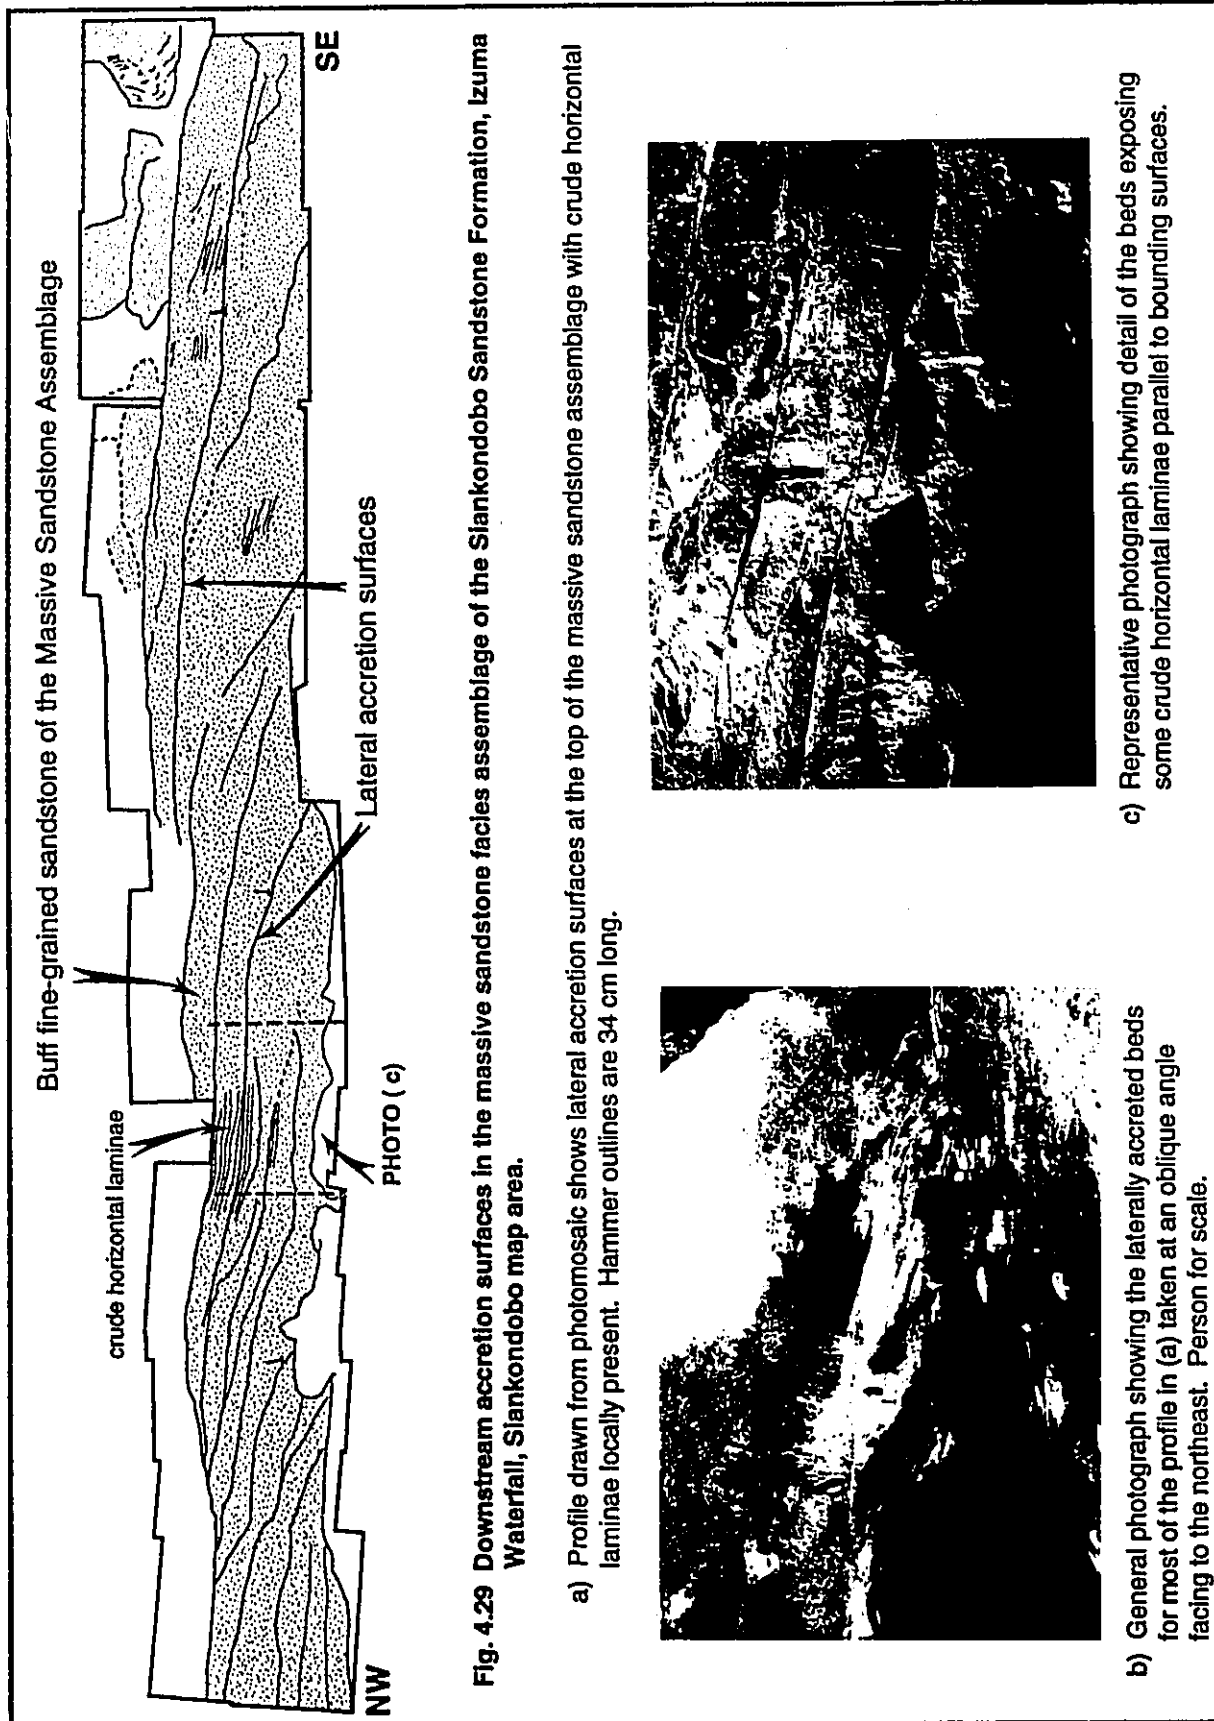 Buff fine-grained sandstone of the Massive Sandstone Assemblage
crude horizontal laminae
SE
NW
PHOTO (c)
Lateral accretion surfaces
Fig. 4.29 Downstream accretion surfaces in the massive sandstone facies assemblage of the Siankondobo Sandstone Formation, Izuma
Waterfall, Siankondobo map area.
a) Profile drawn from photomosaic shows lateral accretion surfaces at the top of the massive sandstone assemblage with crude horizontal
laminae locally present. Hammer outlines are 34 cm long.
b) General photograph showing the laterally accreted beds
for most of the profile in (a) taken at an oblique angle
facing to the northeast. Person for scale.
c) Representative photograph showing detail of the beds exposing
some crude horizontal laminae parallel to bounding surfaces.